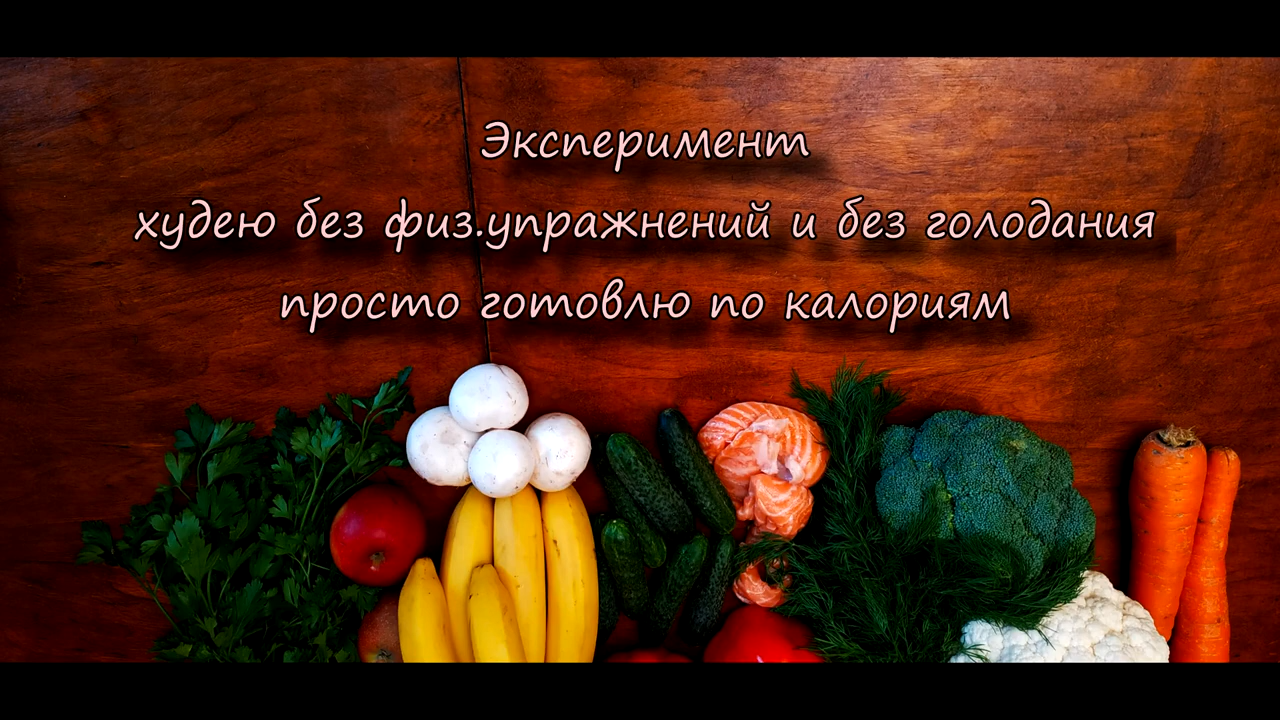 Эксперимент
худею без физ.упражнений и без голодания
просто готовлю по калориям